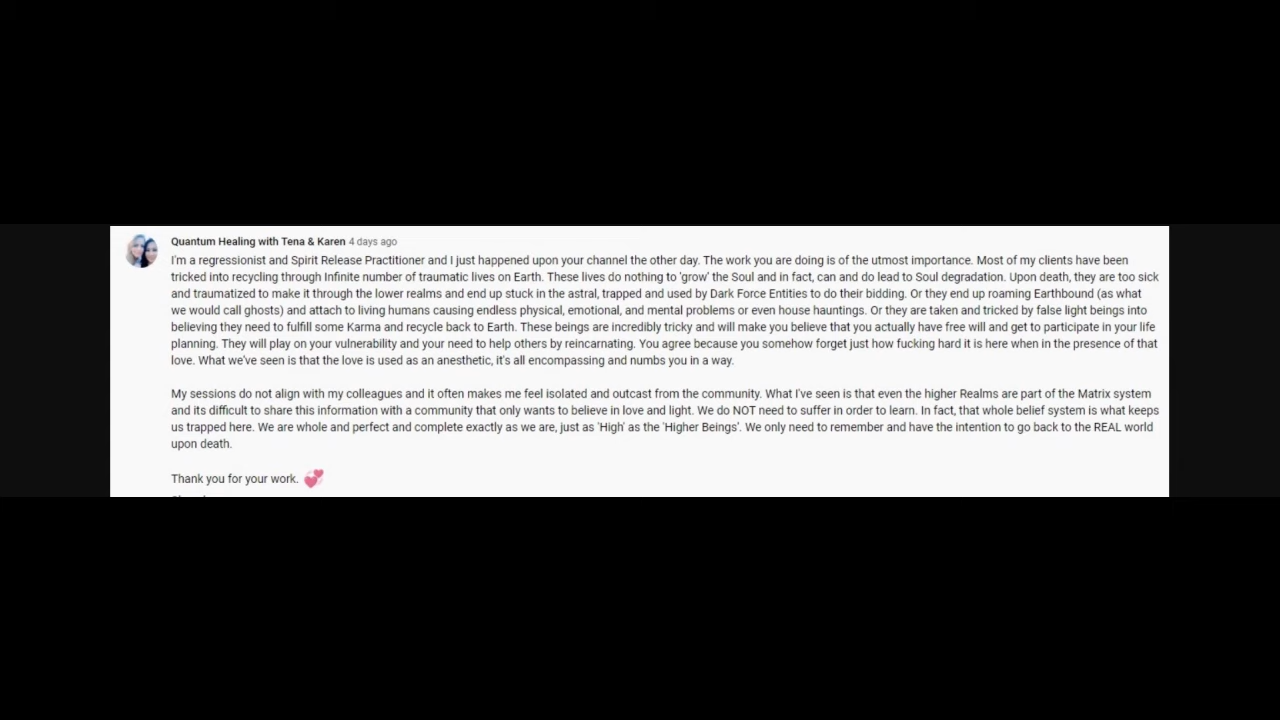 Quantum Healing with Tena & Karen 4 days ago
I'm a regressionist and Spirit Release Practitioner and I just happened upon your channel the other day. The work you are doing is of the utmost importance. Most of my clients have been
tricked into recycling through Infinite number of traumatic lives on Earth. These lives do nothing to 'grow' the Soul and in fact, can and do lead to Soul degradation. Upon death, they are too sick
and traumatized to make it through the lower realms and end up stuck in the astral, trapped and used by Dark Force Entities to do their bidding. Or they end up roaming Earthbound (as what
we would call ghosts) and attach to living humans causing endless physical, emotional, and mental problems or even house hauntings. Or they are taken and tricked by false light beings into
believing they need to fulfill some Karma and recycle back to Earth. These beings are incredibly tricky and will make you believe that you actually have free will and get to participate in your life
planning. They will play on your vulnerability and your need to help others by reincarnating. You agree because you somehow forget just how fucking hard it is here when in the presence of that
love. What we've seen is that the love is used as an anesthetic, it's all encompassing and numbs you in a way.
My sessions do not align with my colleagues and it often makes me feel isolated and outcast from the community. What I've seen is that even the higher Realms are part of the Matrix system
and its difficult to share this information with a community that only wants to believe in love and light. We do NOT need to suffer in order to learn. In fact, that whole belief system is what keeps
us trapped here. We are whole and perfect and complete exactly as we are, just as 'High' as the 'Higher Beings'. We only need to remember and have the intention to go back to the REAL world
upon death.
Thank you for your work. 💞